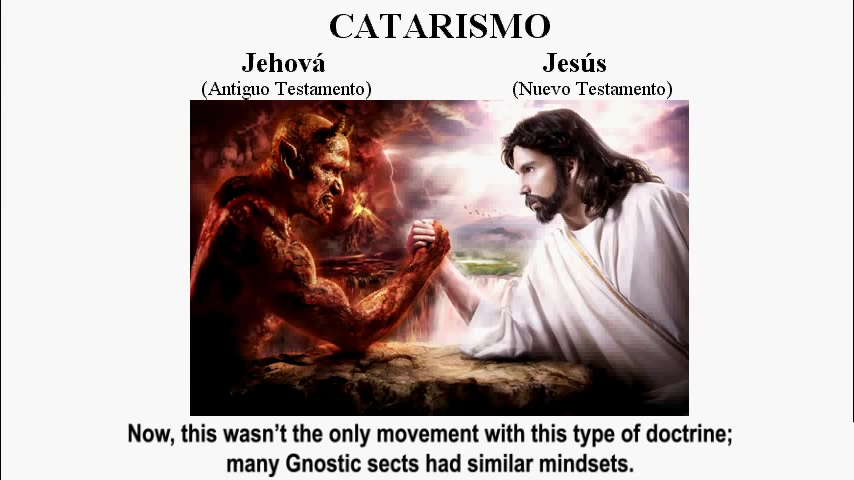 CATARISMO
Jehová Jesús
(Antiguo Testamento) (Nuevo Testamento)
Now, this wasn't the only movement with this type of doctrine;
many Gnostic sects had similar mindsets.